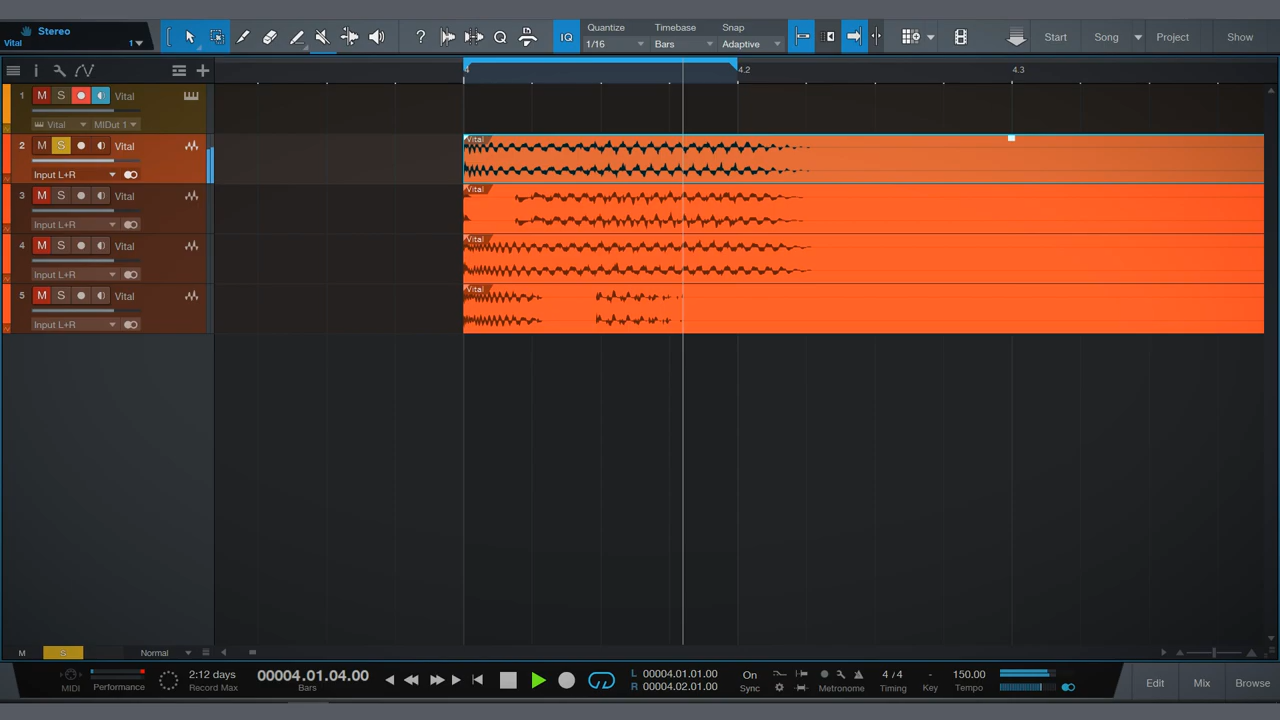 Stereo
Vital 1
Quantize Timebase Snap
IQ 1/16 Bars Adaptive
Start Song Project Show
4 4.2 4.3
1 M S Vital
Vital MIDut 1
2 M S Vital
Input L+R
3 M S Vital
Input L+R
4 M S Vital
Input L+R
5 M S Vital
Input L+R
Vital
Vital
Vital
Vital
M S Normal
MIDI Performance
2:12 days
Record Max
00004.01.04.00
Bars
L 00004.01.01.00
R 00004.02.01.00
On
Sync
Metronome
4 / 4
Timing
-
Key
150.00
Tempo
Edit Mix Browse